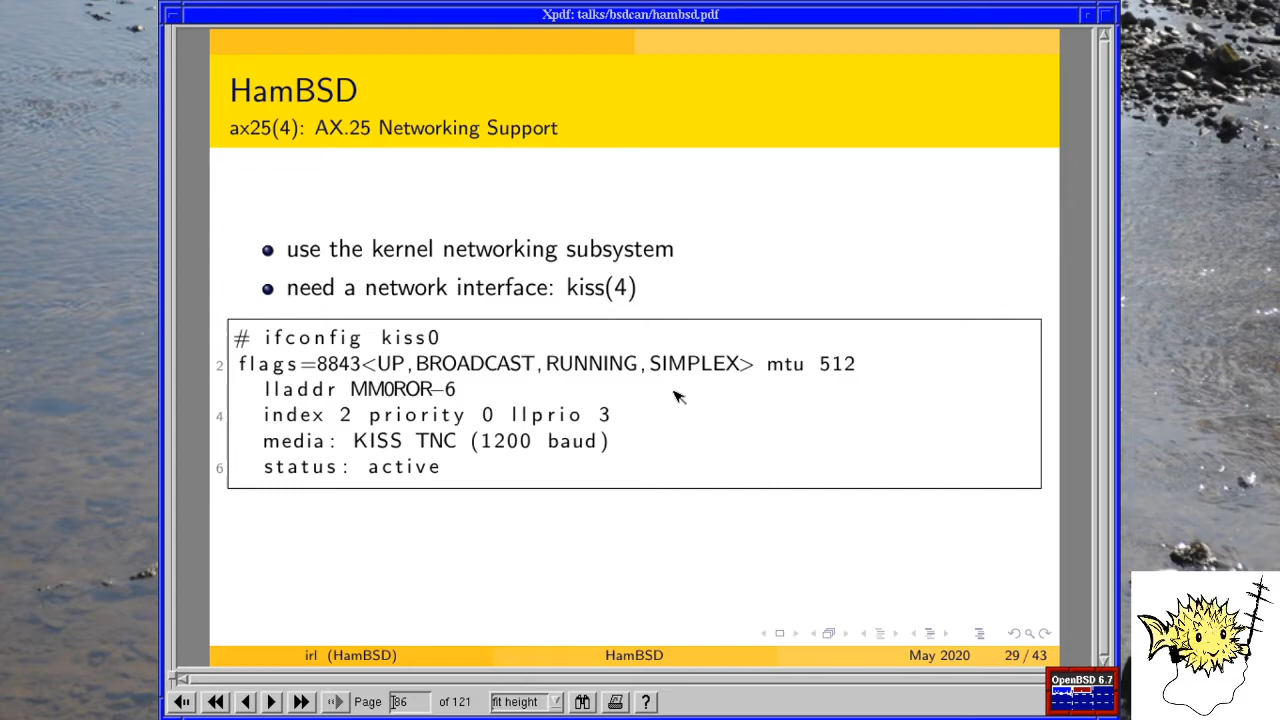 Xpdf: talks/bsdcan/hambsd.pdf
HamBSD
ax25(4): AX.25 Networking Support
use the kernel networking subsystem
need a network interface: kiss(4)
# ifconfig kiss0
2 flags=8843<UP,BROADCAST,RUNNING,SIMPLEX> mtu 512
lladdr MM0ROR-6
4 index 2 priority 0 llprio 3
media: KISS TNC (1200 baud)
6 status: active
irl (HamBSD) HamBSD May 2020 29 / 43
Page 86 of 121 fit height ?
OpenBSD 6.7